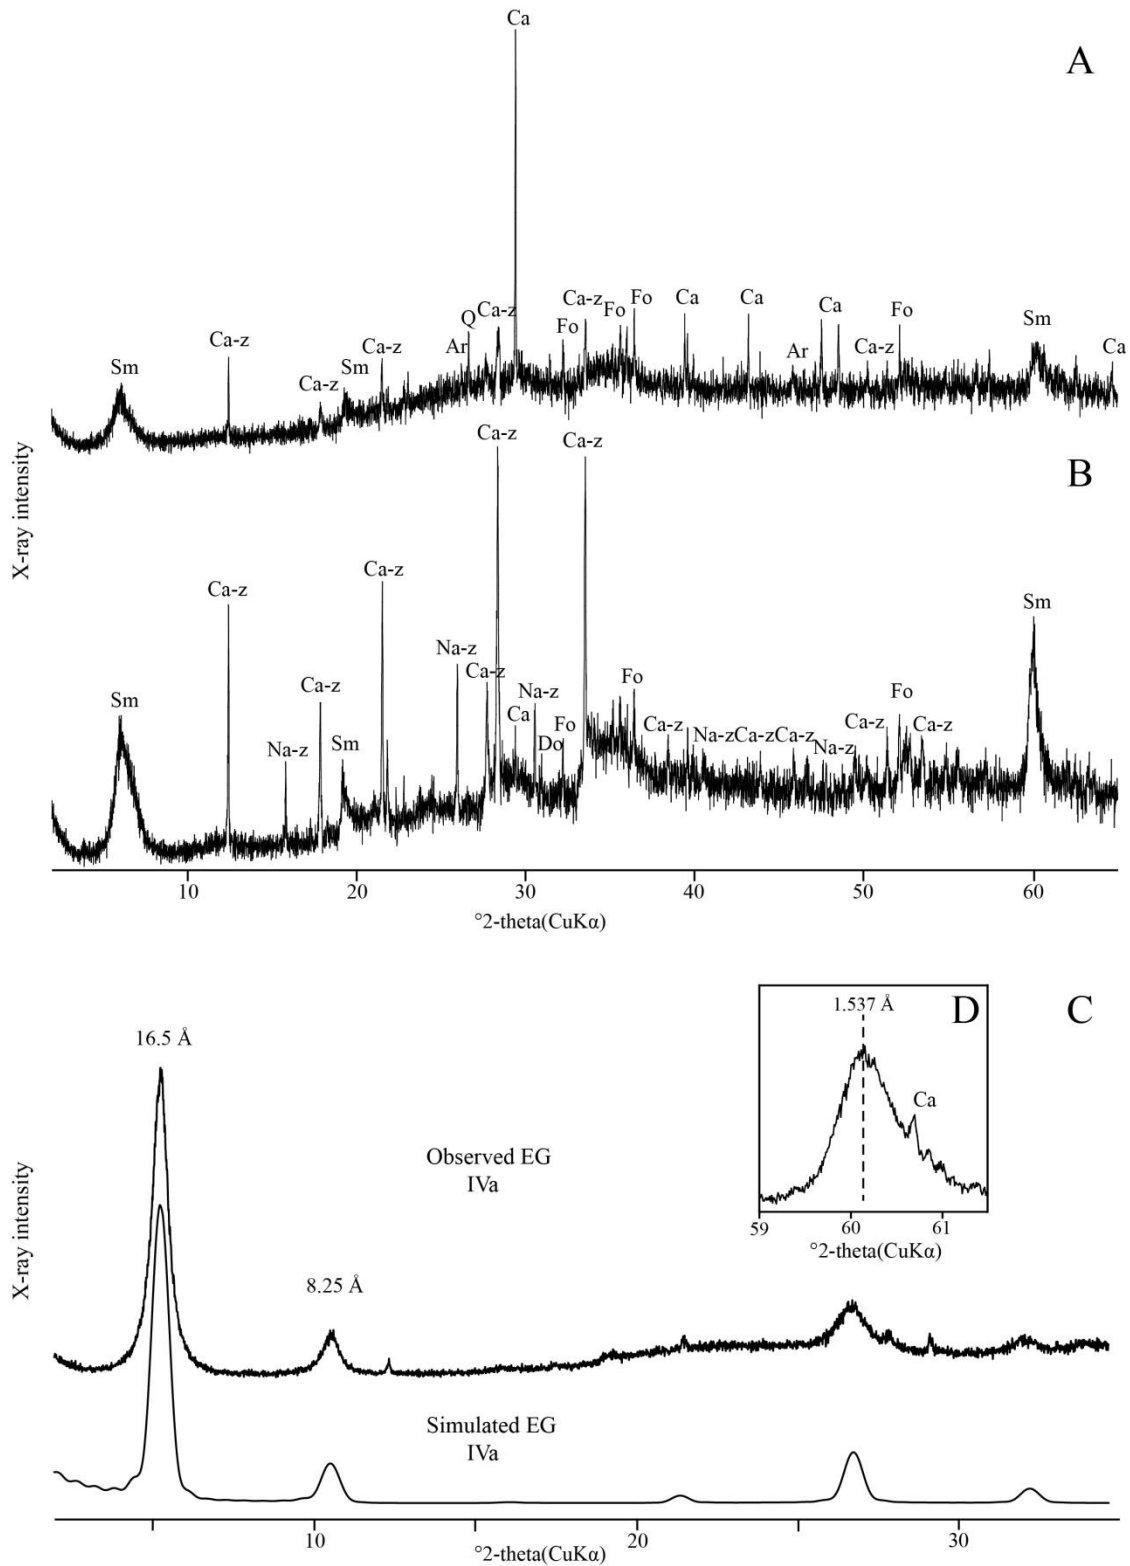 Ca
A
Ca-z
Q
Ca-z
Ca-z
Fo
Fo
Fo
Ca
Ca
Ca
Fo
Sm
Sm
Ca-z
Sm
Ca-z
Ar
Ar
Ca-z
Ca
X-ray intensity
Ca-z
Ca-z
B
Ca-z
Ca-z
Sm
Na-z
Ca-z
Sm
Ca-z
Na-z
Fo
Fo
Na-z
Sm
Ca
Do
Ca-z
Na-z
Ca-z
Ca-z
Na-z
Ca-z
Ca-z
10
20
30
40
50
60
°2-theta(CuKα)
16.5 Å
1.537 Å
D
C
Ca
59
60
61
°2-theta(CuKα)
X-ray intensity
Observed EG
IVa
8.25 Å
Simulated EG
IVa
10
20
30
°2-theta(CuKα)